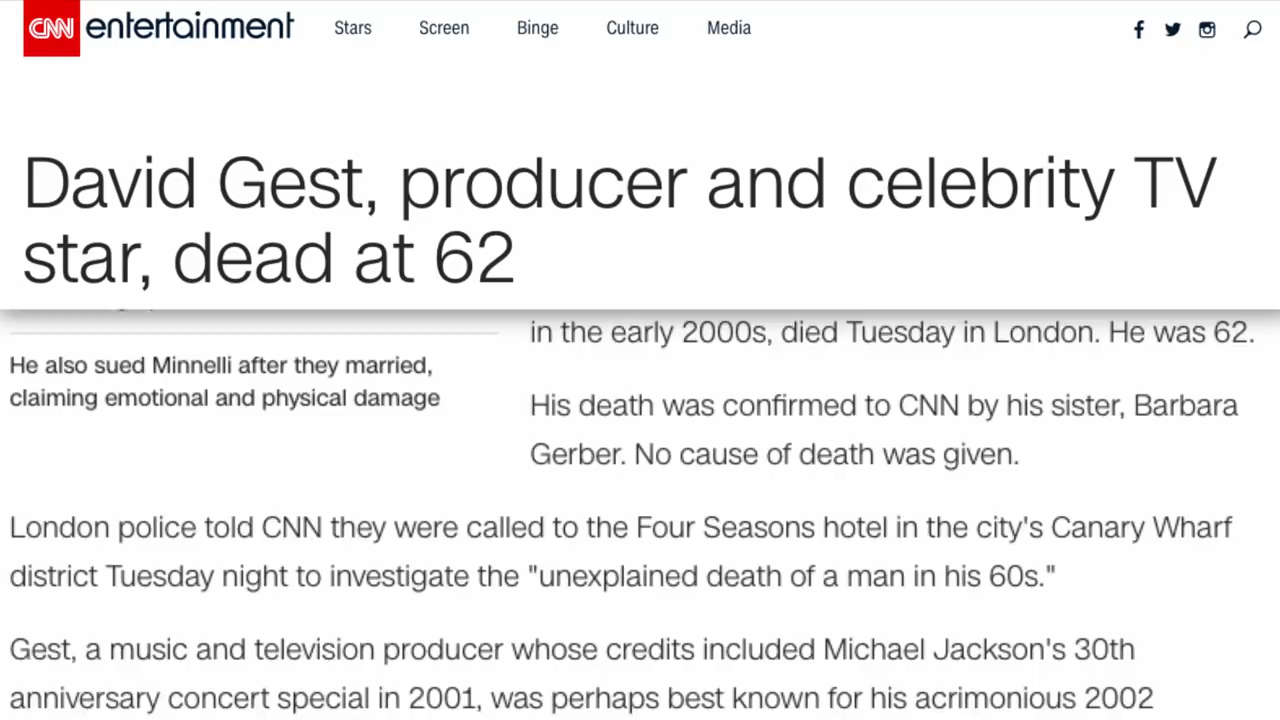 CNN entertainment Stars Screen Binge Culture Media
David Gest, producer and celebrity TV
star, dead at 62
in the early 2000s, died Tuesday in London. He was 62.
He also sued Minnelli after they married,
claiming emotional and physical damage
His death was confirmed to CNN by his sister, Barbara
Gerber. No cause of death was given.
London police told CNN they were called to the Four Seasons hotel in the city's Canary Wharf
district Tuesday night to investigate the "unexplained death of a man in his 60s."
Gest, a music and television producer whose credits included Michael Jackson's 30th
anniversary concert special in 2001, was perhaps best known for his acrimonious 2002